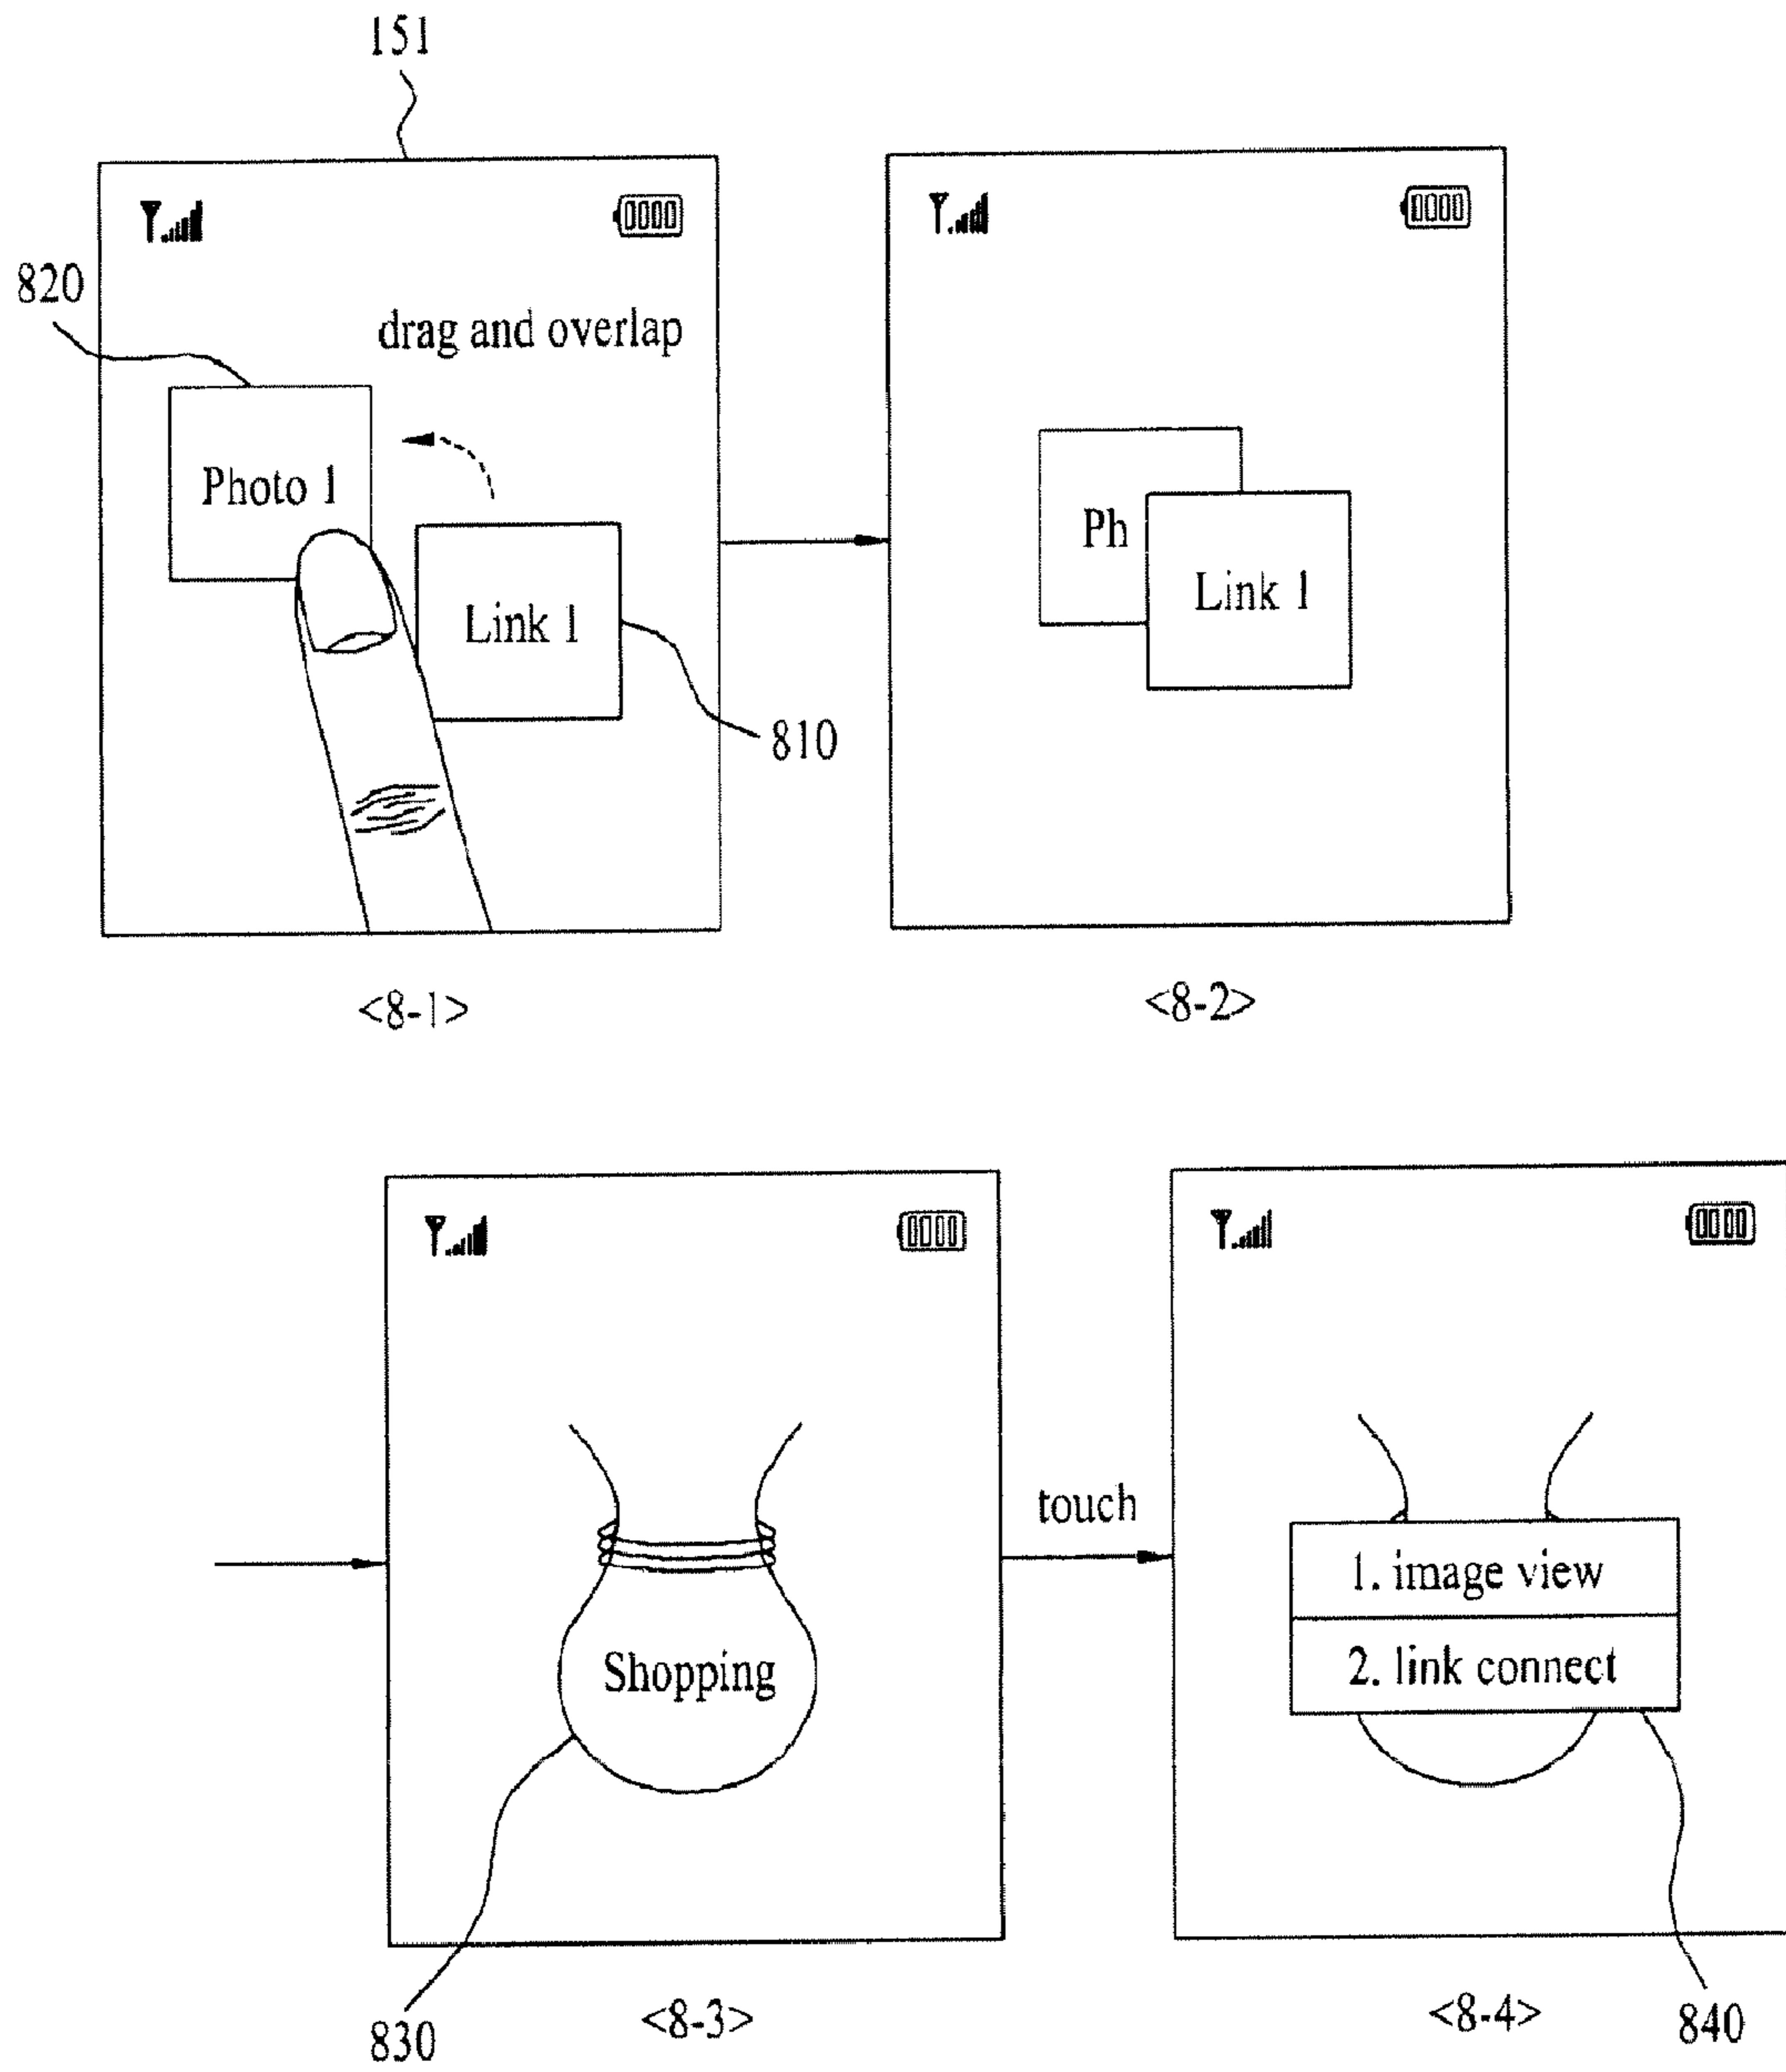 151
820
drag and overlap
Photo 1
Link 1
810
Ph
Link 1
<8-1>
<8-2>
touch
Shopping
1. image view
2. link connect
830
<8-3>
<8-4>
840